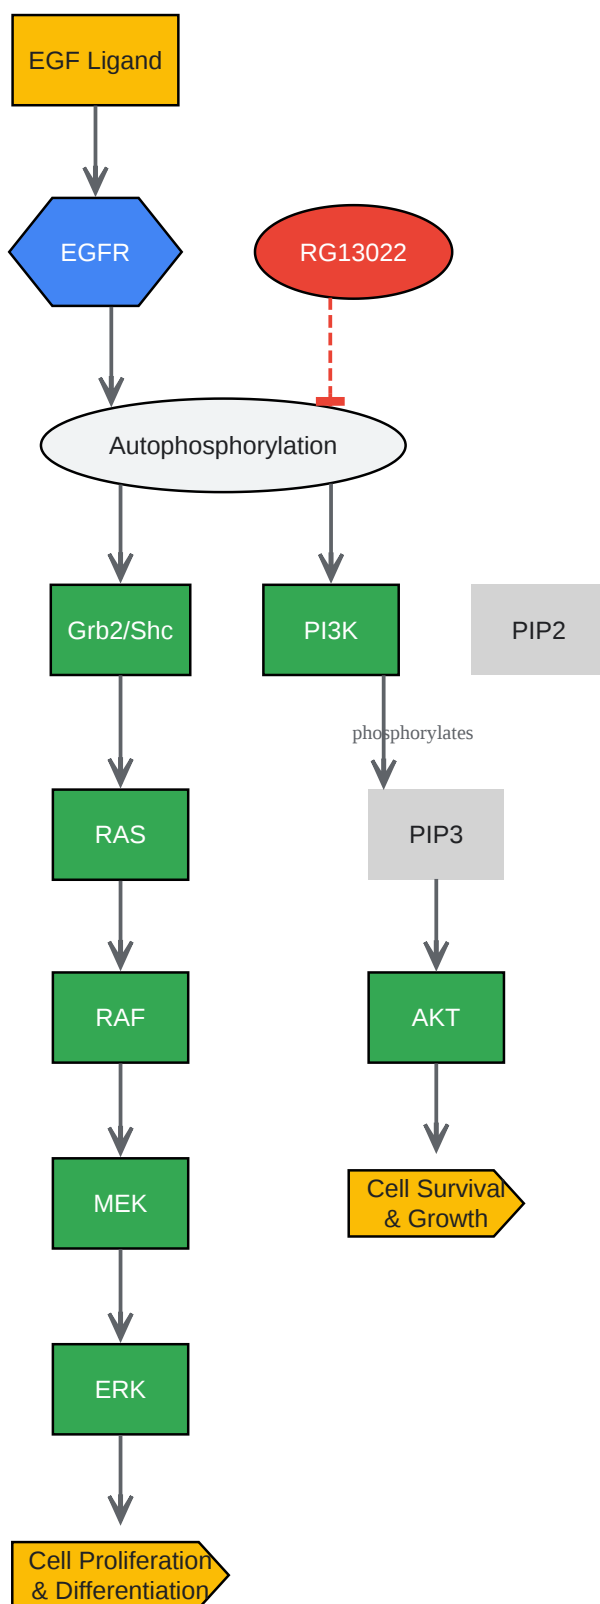 EGF Ligand
EGFR
RG13022
Autophosphorylation
Grb2/Shc
PI3K
PIP2
phosphorylates
RAS
PIP3
RAF
AKT
MEK
Cell Survival
& Growth
ERK
Cell Proliferation
& Differentiation